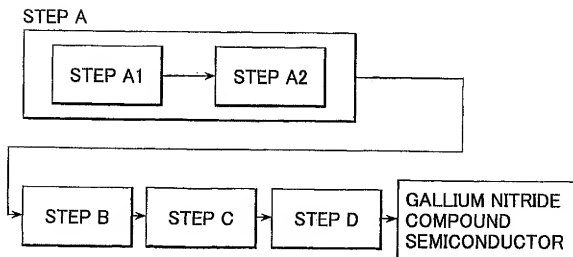 STEP A
STEP A1
STEP A2
STEP B
STEP C
STEP D
GALLIUM NITRIDE
COMPOUND
SEMICONDUCTOR